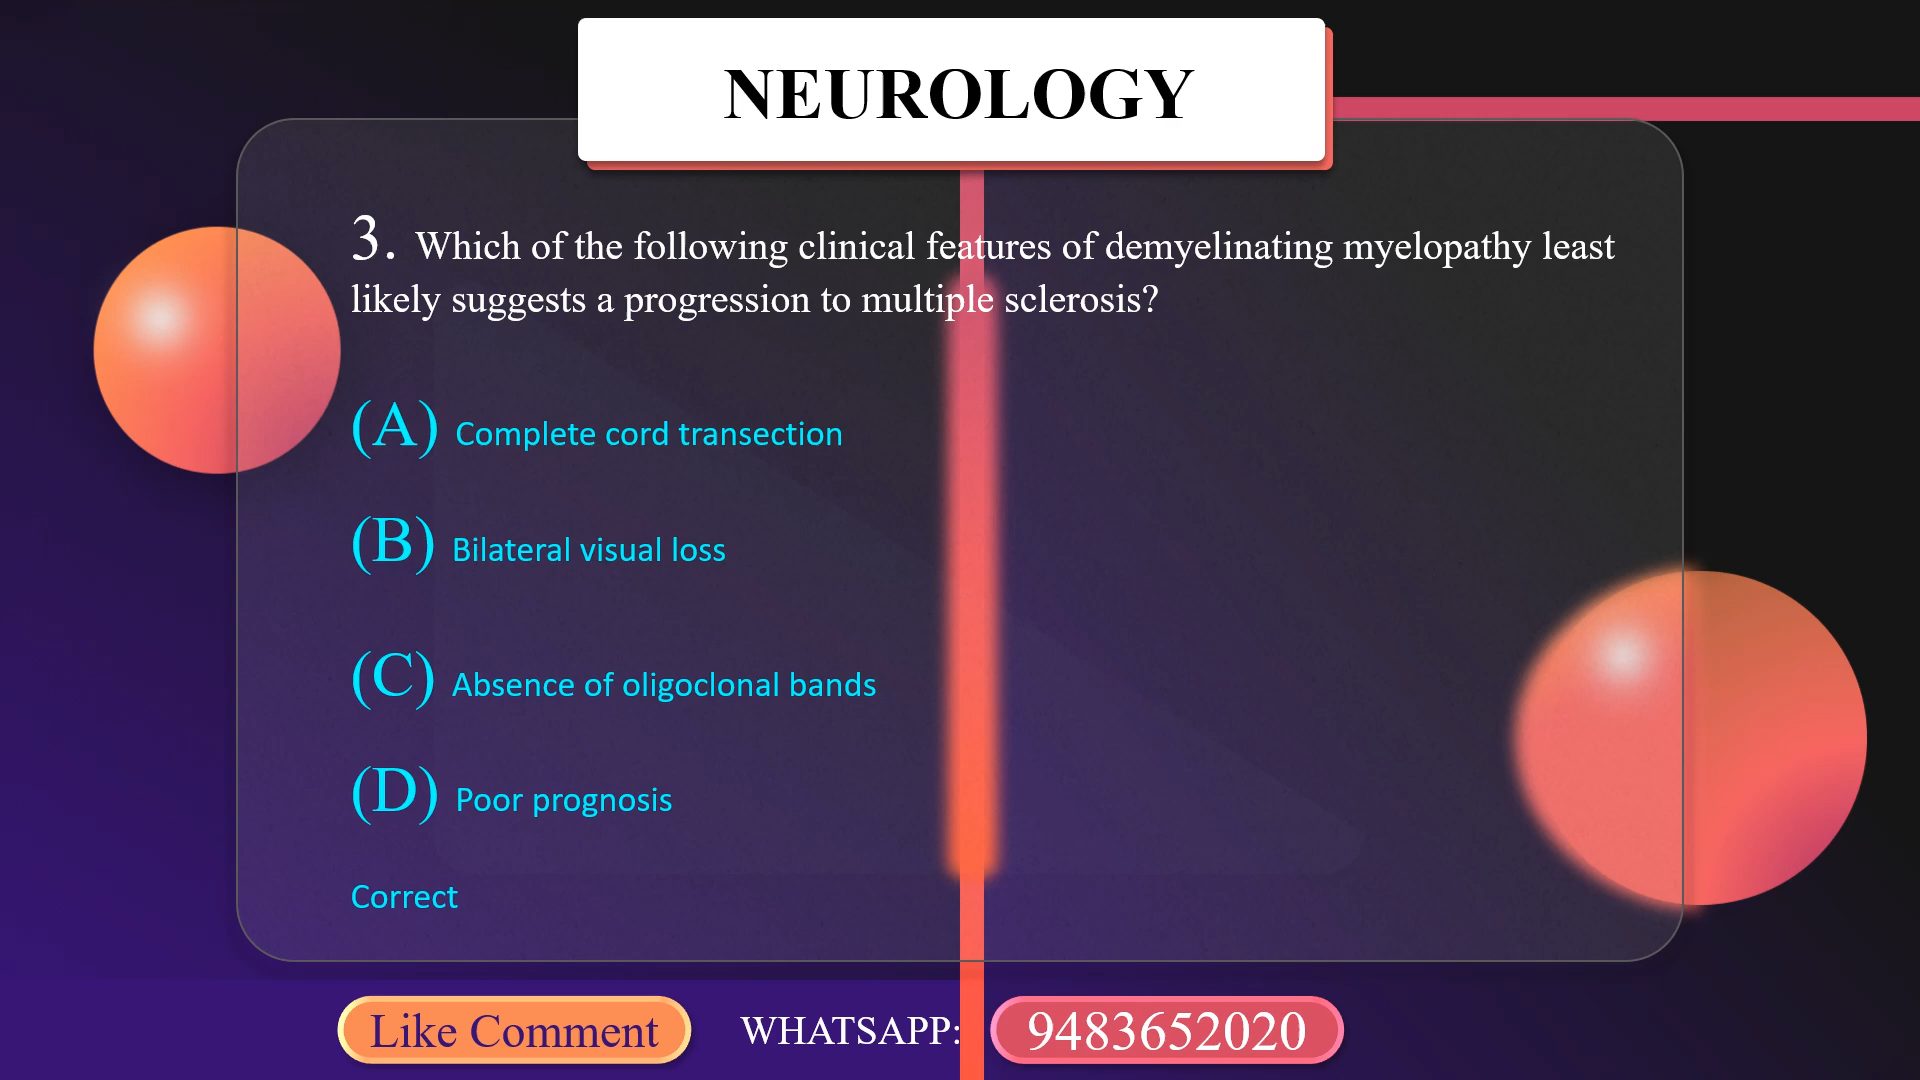 NEUROLOGY
3. Which of the following clinical features of demyelinating myelopathy least
likely suggests a progression to multiple sclerosis?
(A) Complete cord transection
(B) Bilateral visual loss
(C) Absence of oligoclonal bands
(D) Poor prognosis
Correct
Like Comment WHATSAPP: 9483652020